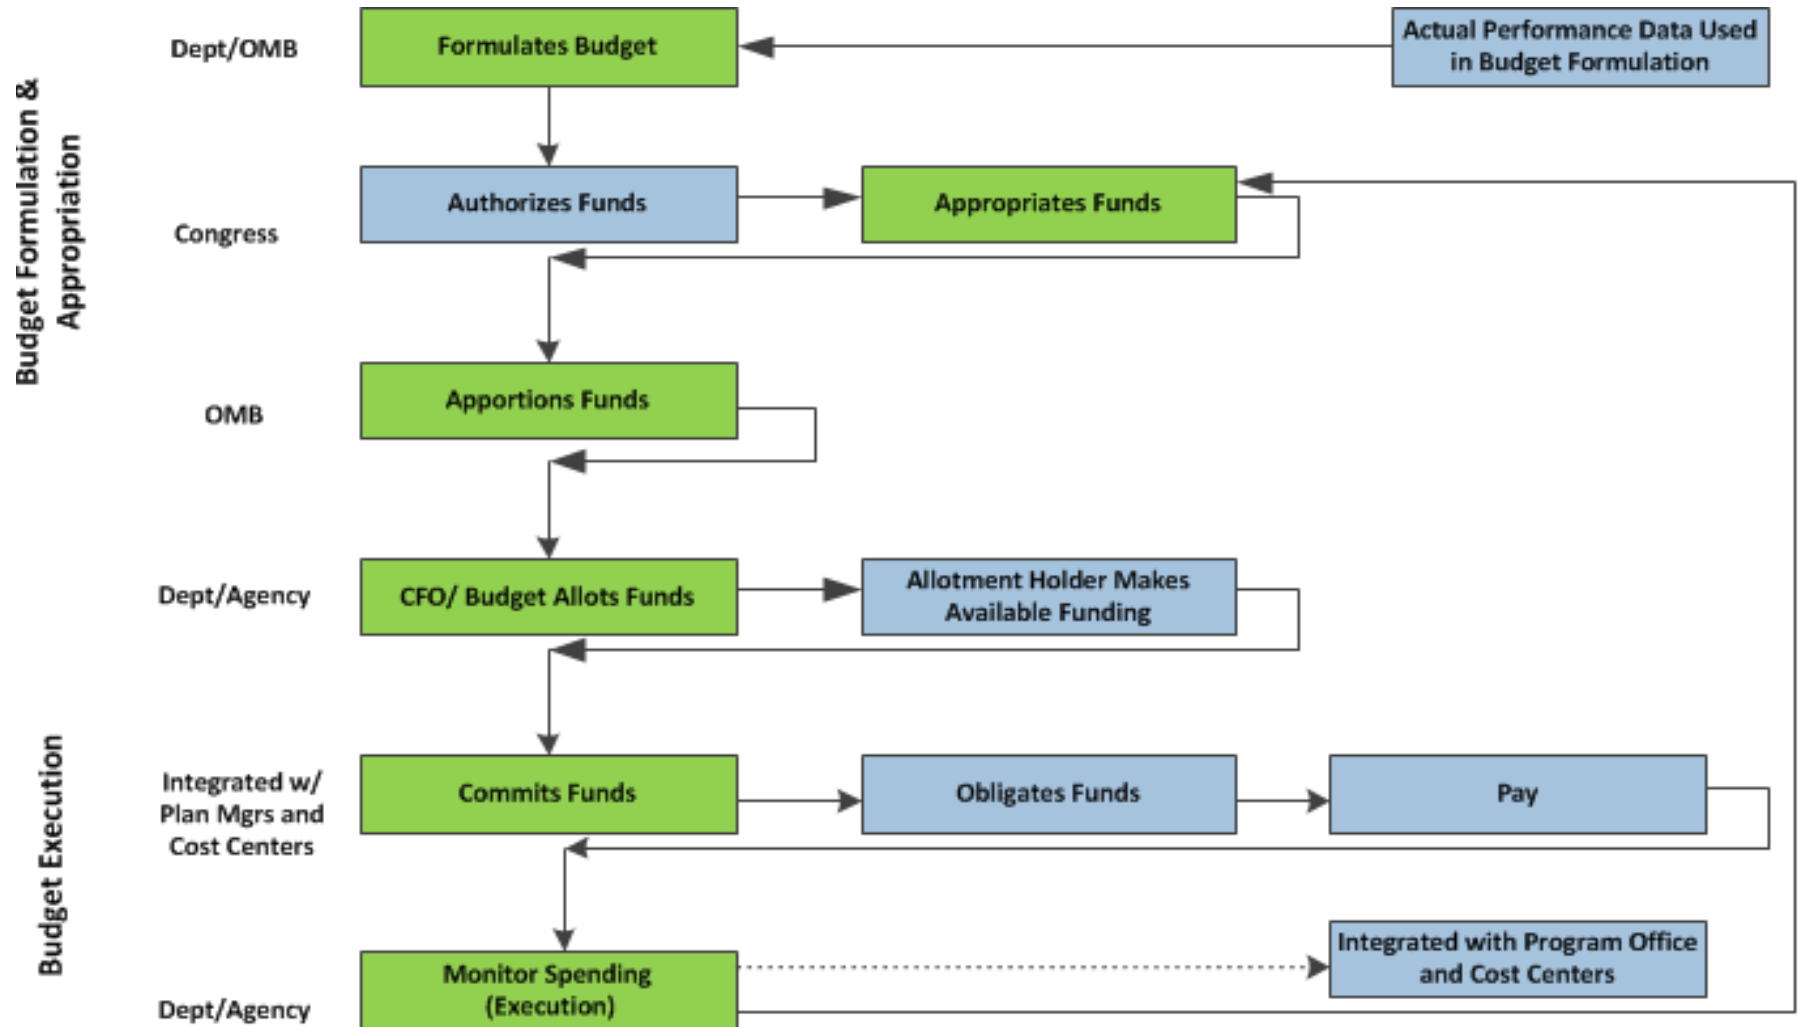 Budget Formulation &
Appropriation
Dept/OMB
Formulates Budget
Actual Performance Data Used
in Budget Formulation
Congress
Authorizes Funds
Appropriates Funds
OMB
Apportions Funds
Dept/Agency
CFO/ Budget Allots Funds
Allotment Holder Makes
Available Funding
Budget Execution
Integrated w/
Plan Mgrs and
Cost Centers
Commits Funds
Obligates Funds
Pay
Dept/Agency
Monitor Spending
(Execution)
Integrated with Program Office
and Cost Centers